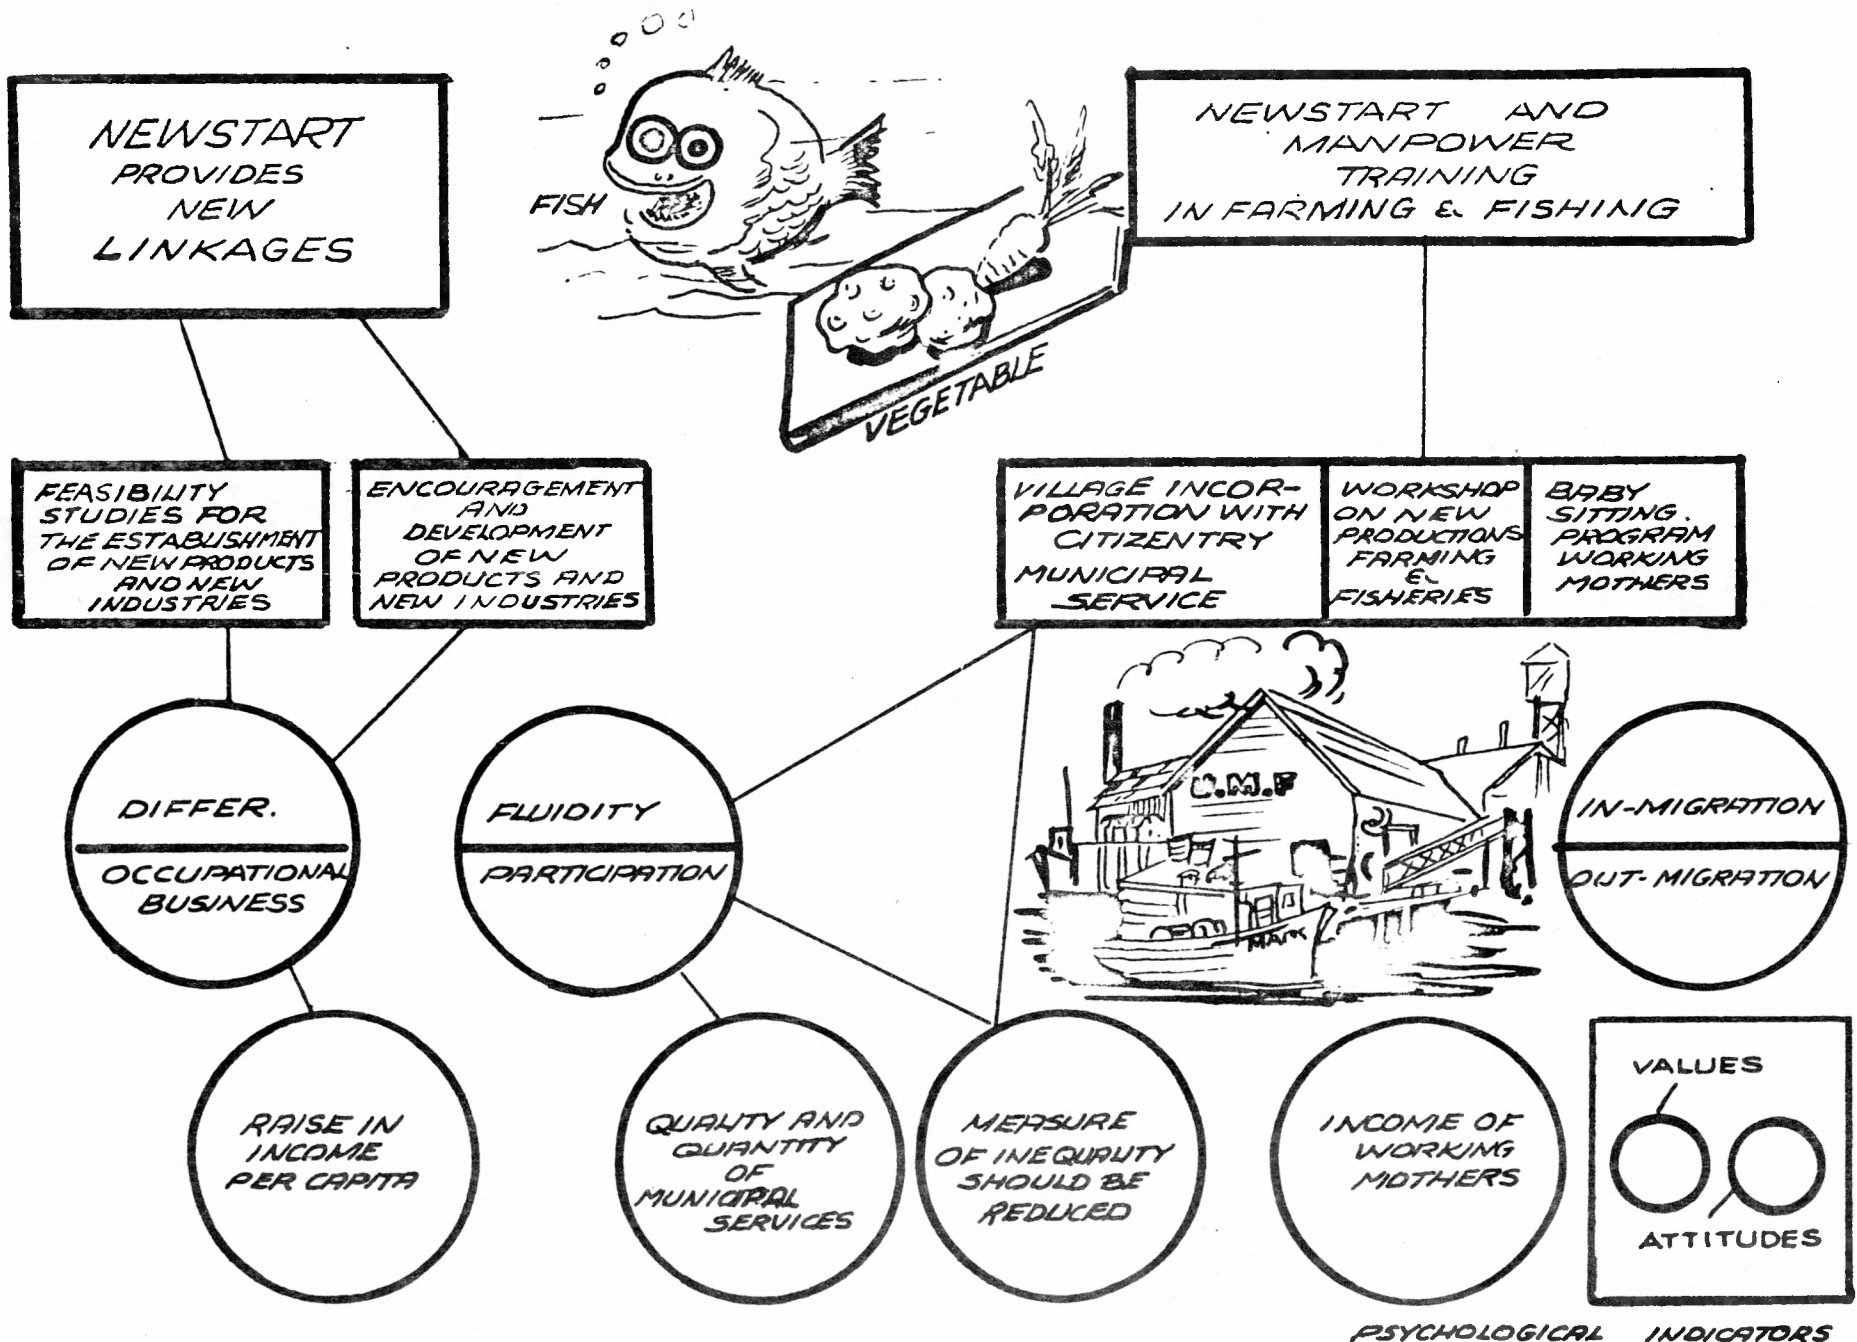 NEWSTART
PROVIDES
NEW
LINKAGES
FISH
VEGETABLE
NEWSTART AND
MANPOWER
TRAINING
IN FARMING & FISHING
FEASIBILITY
STUDIES FOR
THE ESTABLISHMENT
OF NEW PRODUCTS
AND NEW
INDUSTRIES
ENCOURAGEMENT
AND
DEVELOPMENT
OF NEW
PRODUCTS AND
NEW INDUSTRIES
VILLAGE INCOR-
PORATION WITH
CITIZENTRY
MUNICIPAL
SERVICE
WORKSHOP
ON NEW
PRODUCTIONS
FARMING
&
FISHERIES
BABY
SITTING.
PROGRAM
WORKING
MOTHERS
DIFFER.
OCCUPATIONAL
BUSINESS
FLUIDITY
PARTICIPATION
U.M.F
MARK
IN-MIGRATION
OUT-MIGRATION
RAISE IN
INCOME
PER CAPITA
QUALITY AND
QUANTITY
OF
MUNICIPAL
SERVICES
MEASURE
OF INEQUALITY
SHOULD BE
REDUCED
INCOME OF
WORKING
MOTHERS
VALUES
ATTITUDES
PSYCHOLOGICAL INDICATORS